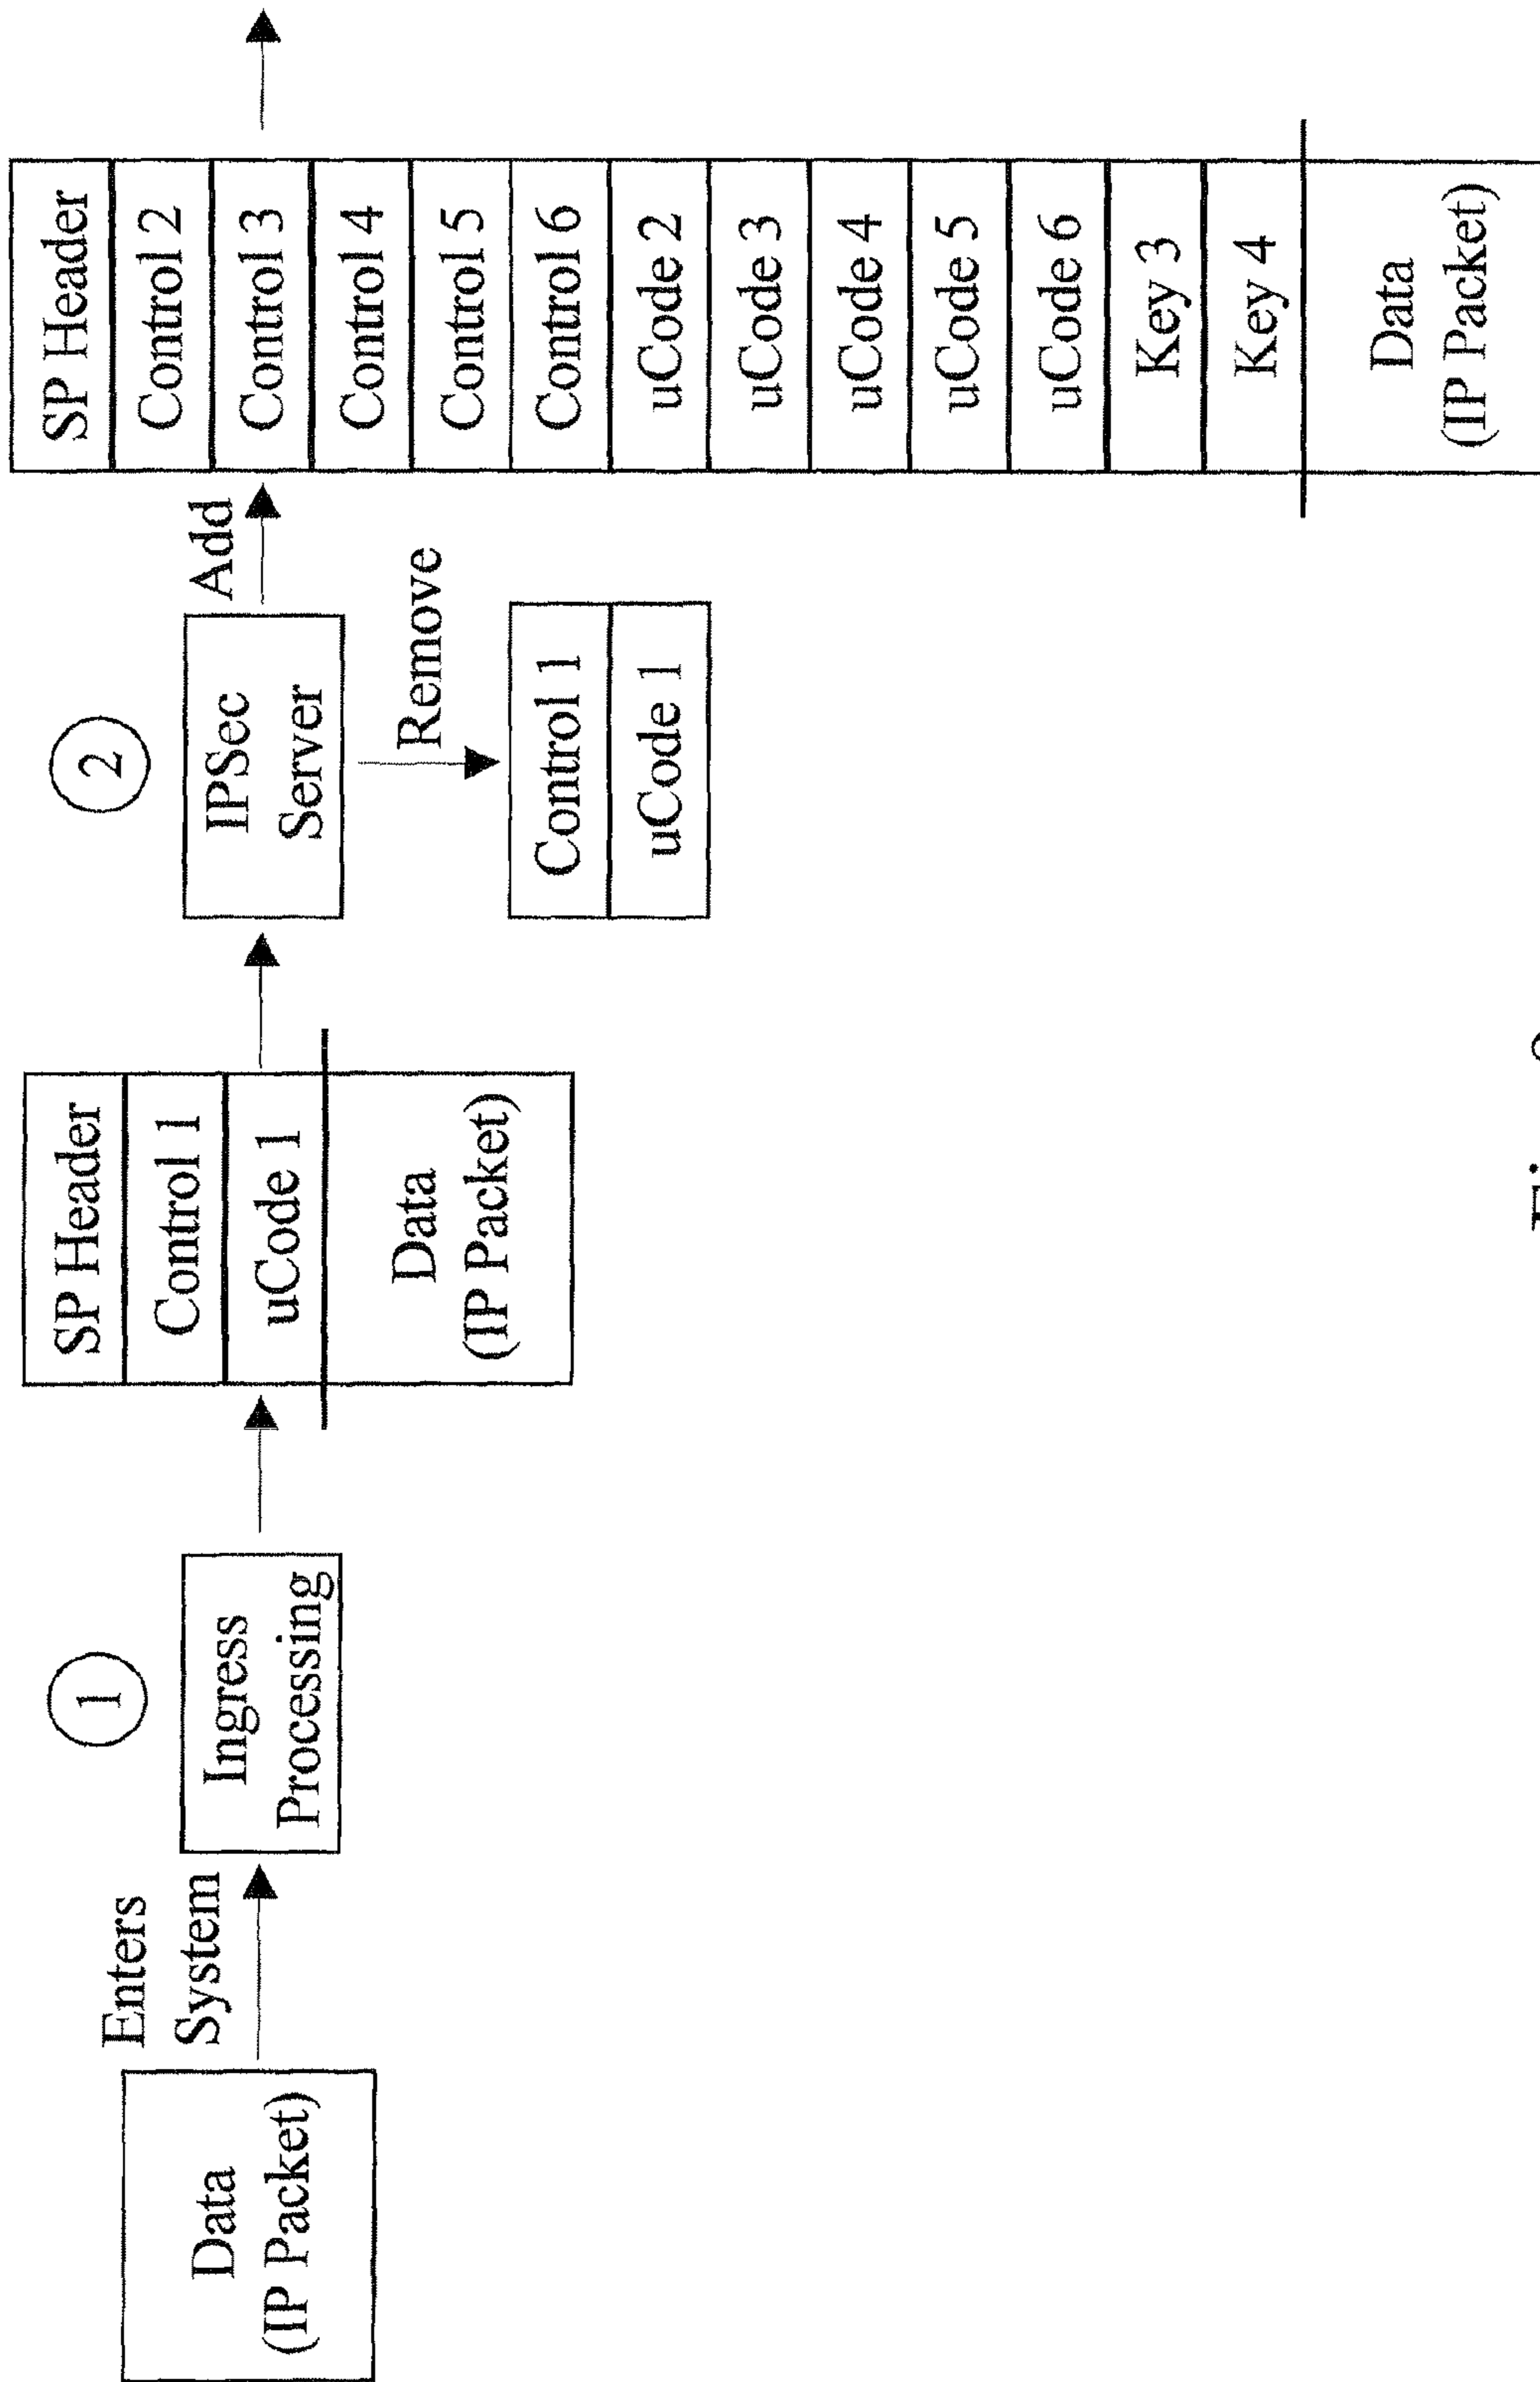 Data
(IP Packet)
Enters
System
1
Ingress
Processing
SP Header
Control 1
uCode 1
Data
(IP Packet)
2
IPSec
Server
Add
Remove
Control 1
uCode 1
SP Header
Control 2
Control 3
Control 4
Control 5
Control 6
uCode 2
uCode 3
uCode 4
uCode 5
uCode 6
Key 3
Key 4
Data
(IP Packet)